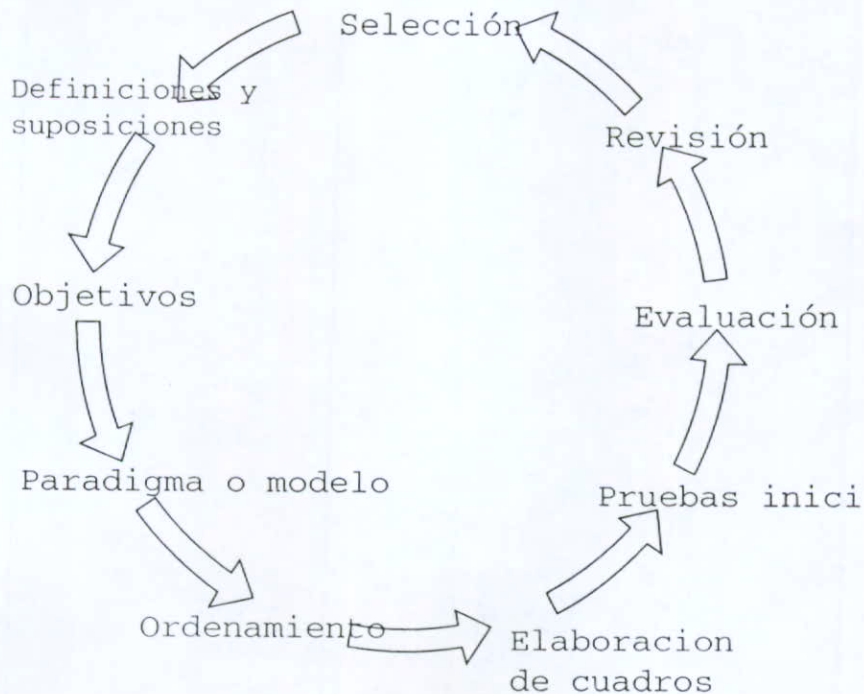 Selección
Definiciones y
suposiciones
Objetivos
Paradigma o modelo
Ordenamiento
Elaboracion
de cuadros
Pruebas inici
Evaluación
Revisión